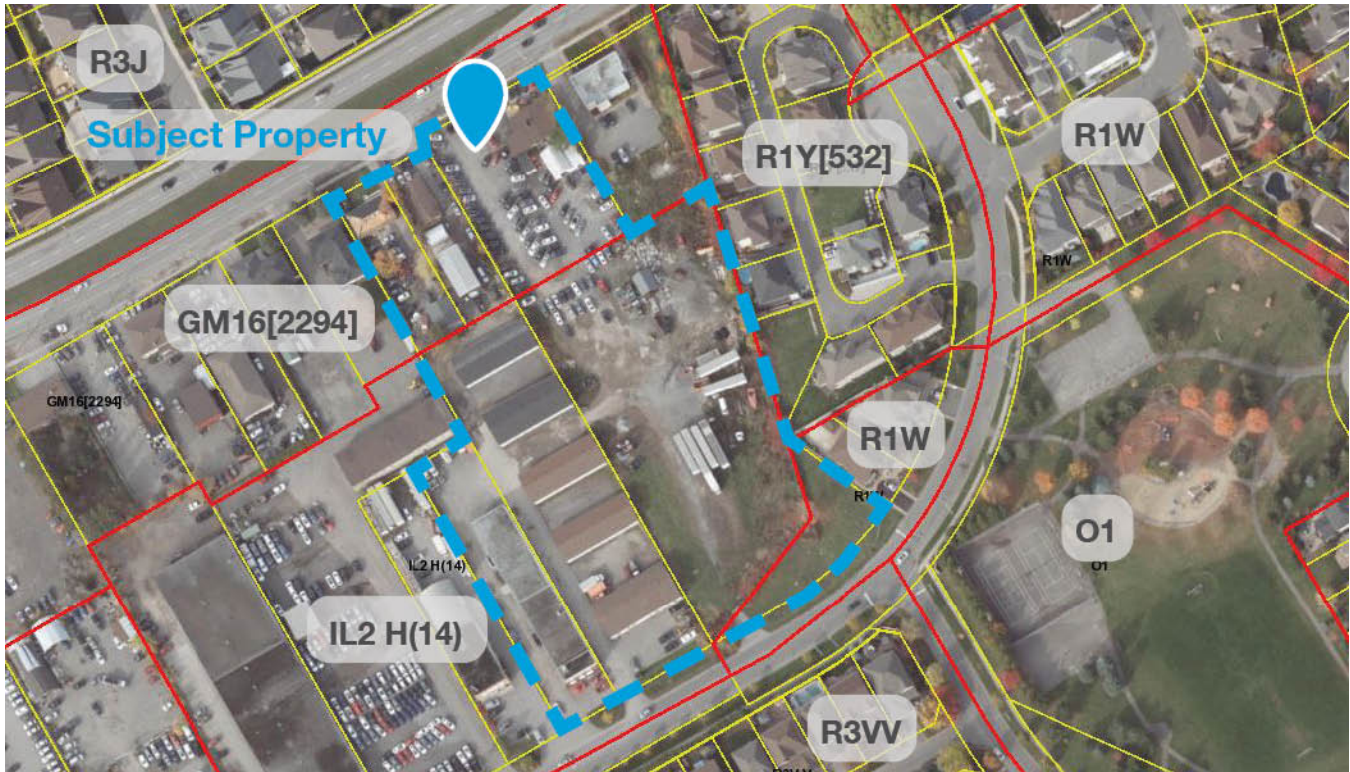 R3J
Subject Property
R1Y[532]
R1W
R1W
GM16[2294]
GM16[2294]
R1W
O1
O1
IL2 H(14)
IL2 H(14)
R3VV